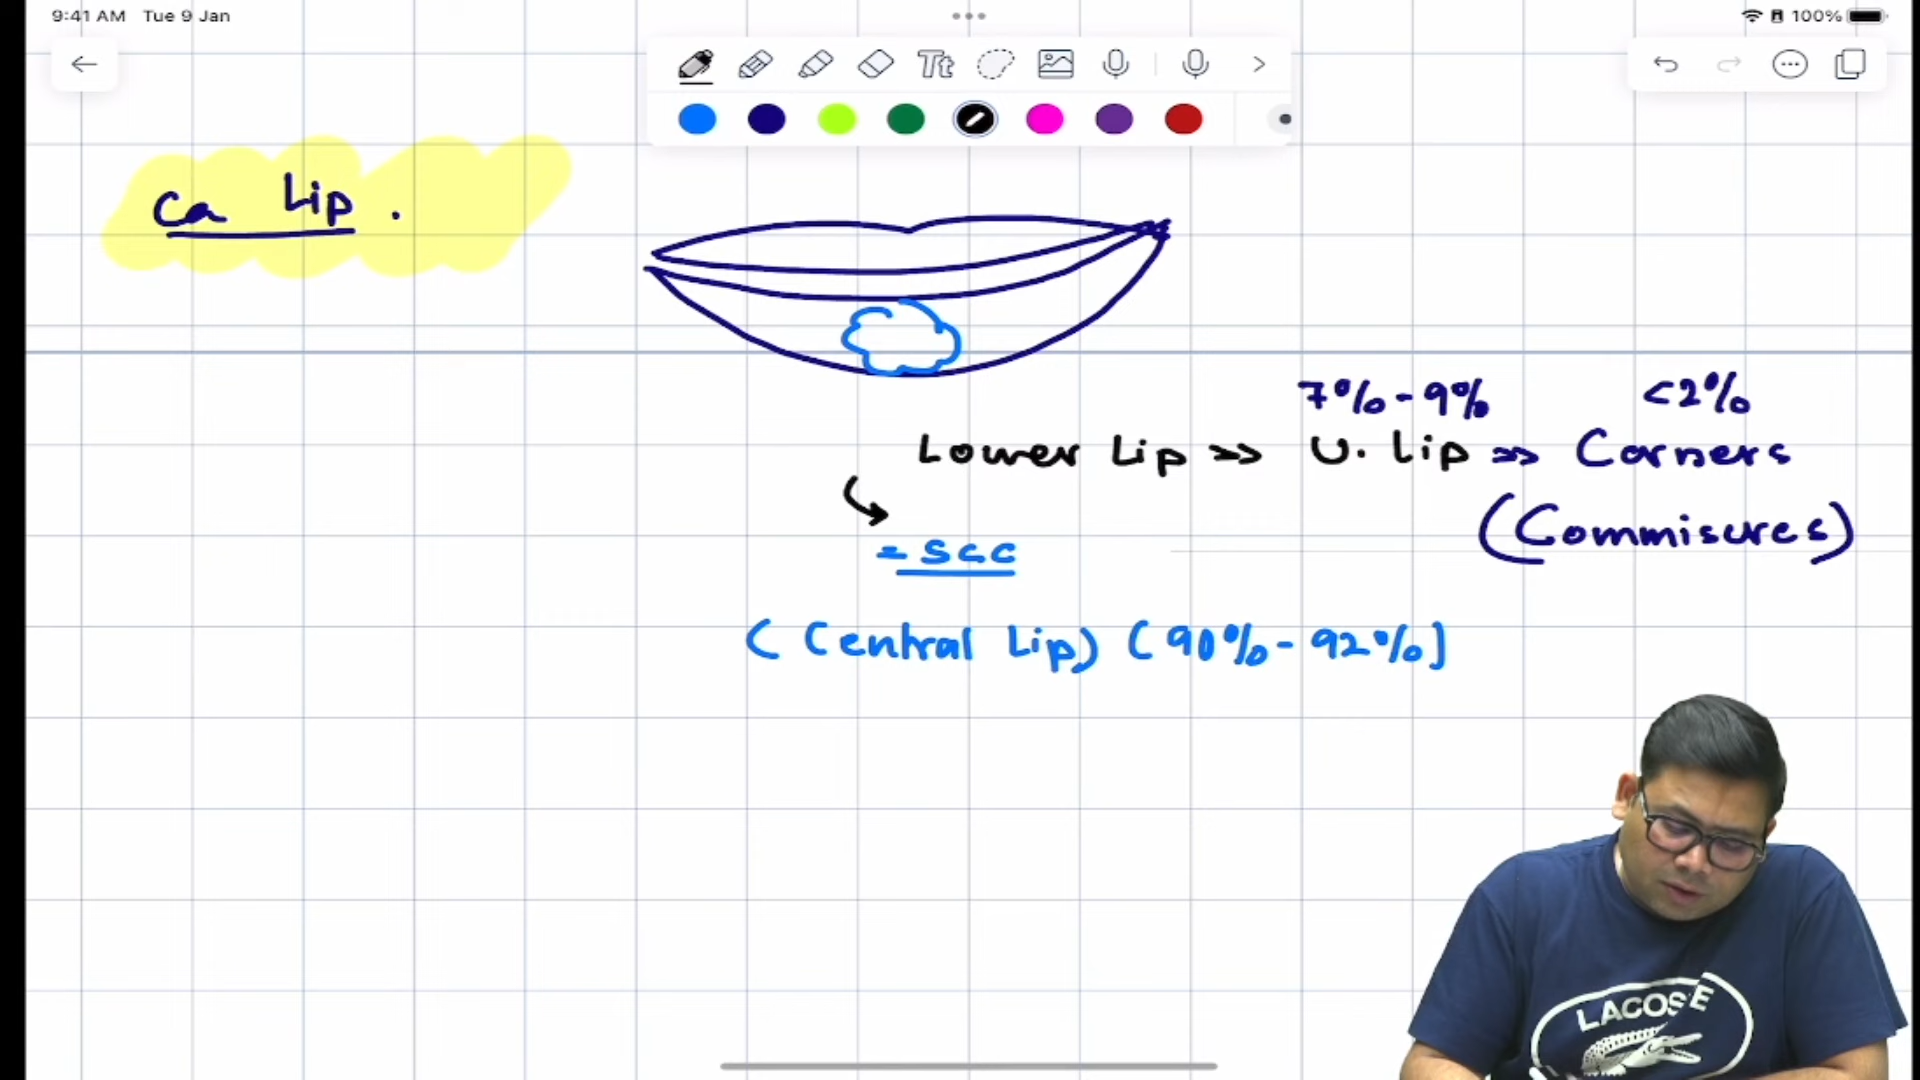 9:41 AM Tue 9 Jan
100%
Tt
Ca Lip.
7%-9% <2%
Lower Lip >> U. Lip >> Corners
(Commisures)
= SCC
(Central Lip) (90%-92%]
LACOSTE